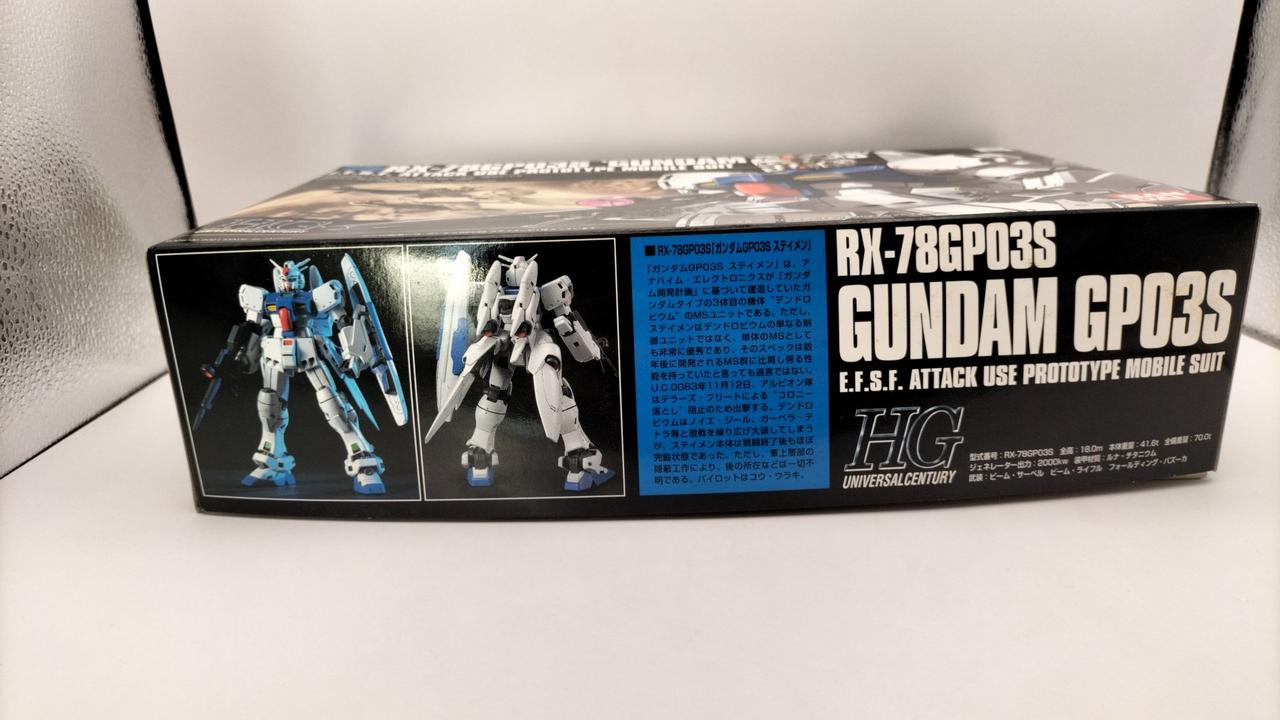 RX-78GP03S GUNDAM
ATTACK USE PROTOTYPE MOBILE SUIT
■RX-78GP03S「ガンダムGP03S ステイメン」
「ガンダムGP03S ステイメン」は、ア
ナハイム・エレクトロニクスが「ガンダ
ム開発計画」に基づいて建造していたガ
ンダムタイプの3体目の機体“デンドロ
ビウム”のMSユニットである。ただし、
ステイメンはデンドロビウムの単なる制
御ユニットではなく、単体のMSとして
も非常に優秀であり、そのスペックは数
年後に開発されるMS群に比肩し得る性
能を持っていたと言っても過言ではない。
U.C.0083年11月12日、アルビオン隊
はデラーズ・フリートによる“コロニー
落とし”阻止のため出撃する。デンドロ
ビウムはノイエ・ジール、ガーベラ・テ
トラ等と激戦を繰り広げ大破してしまう
が、ステイメン本体は戦闘終了後もほぼ
完動状態であった。ただし、軍上層部の
隠蔽工作により、後の所在などは一切不
明である。パイロットはコウ・ウラキ。
RX-78GP03S
GUNDAM GP03S
E.F.S.F. ATTACK USE PROTOTYPE MOBILE SUIT
HG
UNIVERSAL CENTURY
型式番号：RX-78GP03S 全高：18.0m 本体重量：41.6t 全備重量：70.0t
ジェネレーター出力：2000kw 装甲材質：ルナ・チタニウム
武装：ビーム・サーベル ビーム・ライフル フォールディング・バズーカ